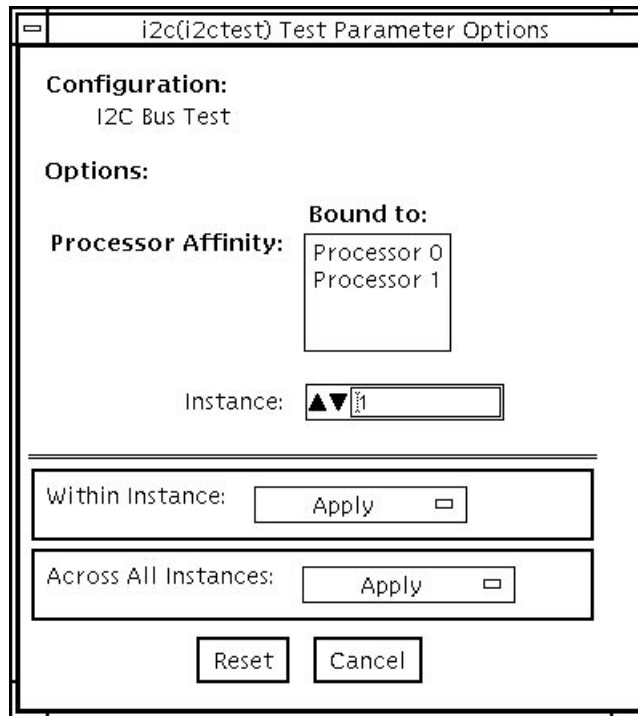 i2c(i2ctest) Test Parameter Options
Configuration:
I2C Bus Test
Options:
Bound to:
Processor Affinity:
Processor 0
Processor 1
Instance: 1
Within Instance: Apply
Across All Instances: Apply
Reset Cancel